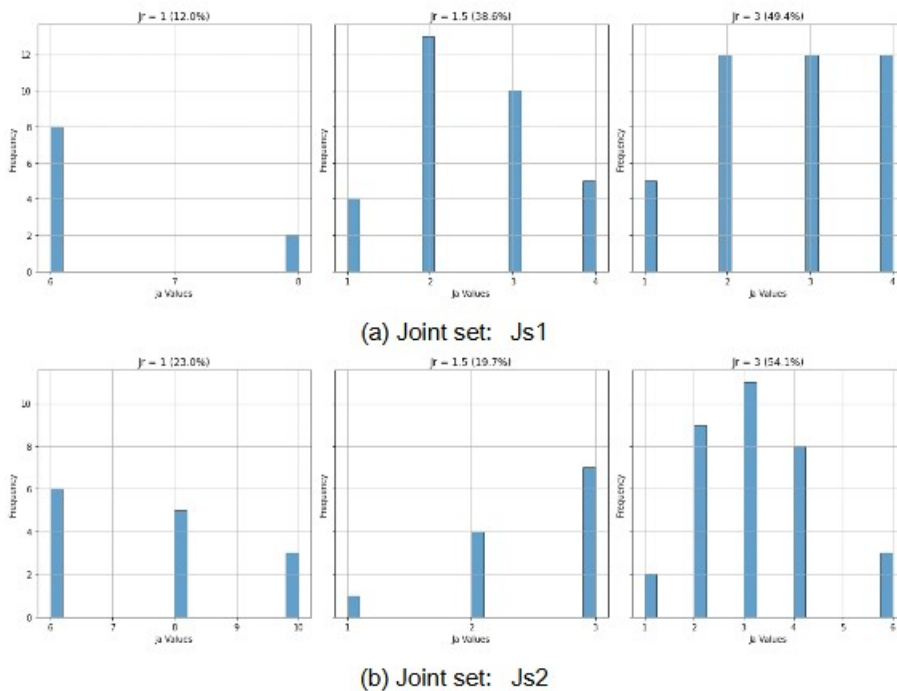 Jr = 1 (12.0%)
Jr = 1.5 (38.6%)
Jr = 3 (49.4%)
Frequency
12
10
8
6
4
2
0
6
7
8
Ja Values
Frequency
1
2
3
4
Ja Values
Frequency
1
2
3
4
Ja Values
(a) Joint set: Js1
Jr = 1 (23.0%)
Jr = 1.5 (19.7%)
Jr = 3 (54.1%)
Frequency
10
8
6
4
2
0
6
7
8
9
10
Ja Values
Frequency
1
2
3
Ja Values
Frequency
1
2
3
4
5
6
Ja Values
(b) Joint set: Js2